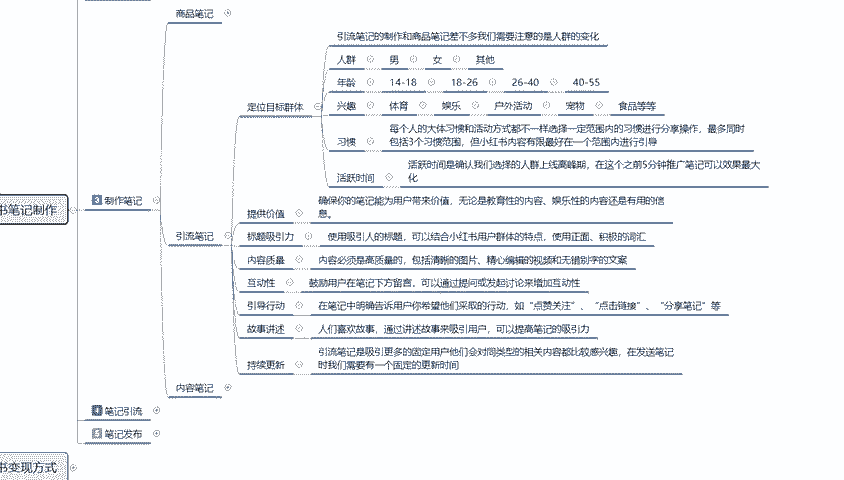 商品笔记
引流笔记的制作和商品笔记差不多我们需要注意的是人群的变化
人群 男 女 其他
年龄 14-18 18-26 26-40 40-55
定位目标群体
兴趣 体育 娱乐 户外活动 宠物 食品等等
每个人的大体习惯和活动方式都不一样选择一定范围内的习惯进行分享操作，最多同时
习惯 包括3个习惯范围，但小红书内容有限最好在一个范围内进行引导
活跃时间是确认我们选择的人群上线高峰期，在这个之前5分钟推广笔记可以效果最大
活跃时间 化
3 制作笔记
书笔记制作
确保你的笔记能为用户带来价值，无论是教育性的内容、娱乐性的内容还是有用的信
提供价值 息。
引流笔记
标题吸引力 使用吸引人的标题，可以结合小红书用户群体的特点，使用正面、积极的词汇
内容质量 内容必须是高质量的，包括清晰的图片、精心编辑的视频和无错别字的文案
互动性 鼓励用户在笔记下方留言，可以通过提问或发起讨论来增加互动性
引导行动 在笔记中明确告诉用户你希望他们采取的行动，如“点赞关注”、“点击链接”、“分享笔记”等
故事讲述 人们喜欢故事，通过讲述故事来吸引用户，可以提高笔记的吸引力
引流笔记是吸引更多的固定用户他们会对同类型的相关内容都比较感兴趣，在发送笔记
持续更新 时我们需要有一个固定的更新时间
内容笔记
4 笔记引流
5 笔记发布
书变现方式